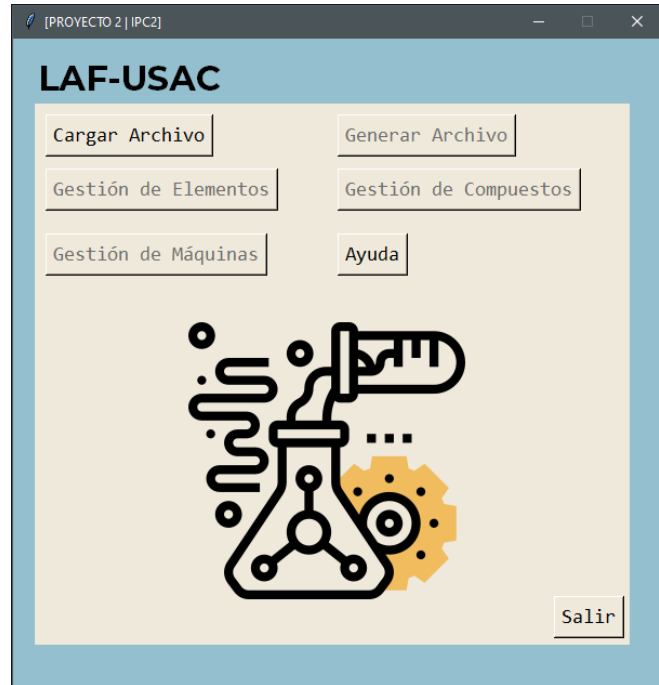 [PROYECTO 2 | IPC2]
LAF-USAC
Cargar Archivo
Generar Archivo
Gestión de Elementos
Gestión de Compuestos
Gestión de Máquinas
Ayuda
Salir